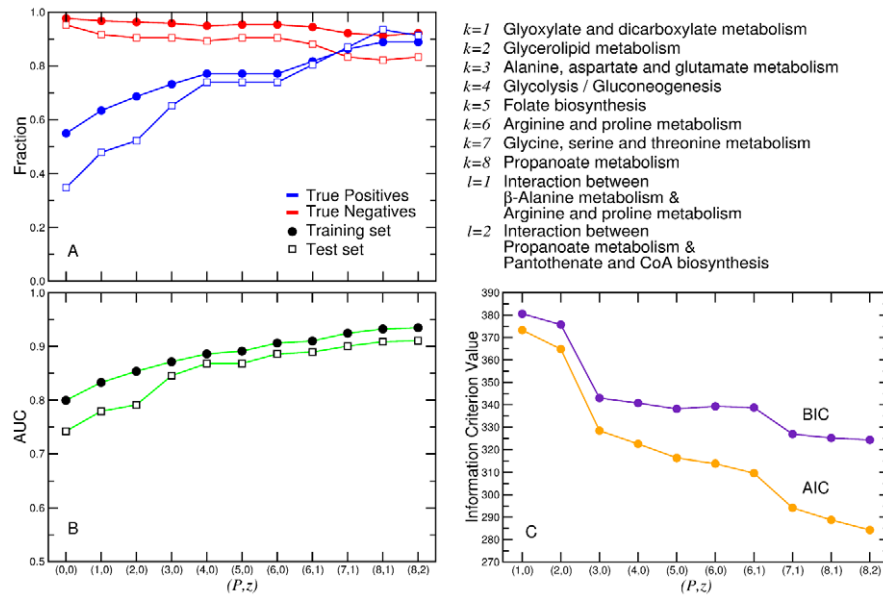 1.0
0.8
0.6
0.4
0.2
0.0
Fraction
True Positives
True Negatives
Training set
Test set
A
k=1 Glyoxylate and dicarboxylate metabolism
k=2 Glycerolipid metabolism
k=3 Alanine, aspartate and glutamate metabolism
k=4 Glycolysis / Gluconeogenesis
k=5 Folate biosynthesis
k=6 Arginine and proline metabolism
k=7 Glycine, serine and threonine metabolism
k=8 Propanoate metabolism
l=1 Interaction between
β-Alanine metabolism &
Arginine and proline metabolism
l=2 Interaction between
Propanoate metabolism &
Pantothenate and CoA biosynthesis
1.0
0.9
0.8
0.7
0.6
0.5
AUC
B
(0,0) (1,0) (2,0) (3,0) (4,0) (5,0) (6,0) (6,1) (7,1) (8,1) (8,2)
(P,z)
390
380
370
360
350
340
330
320
310
300
290
280
270
Information Criterion Value
BIC
AIC
C
(1,0) (2,0) (3,0) (4,0) (5,0) (6,0) (6,1) (7,1) (8,1) (8,2)
(P,z)